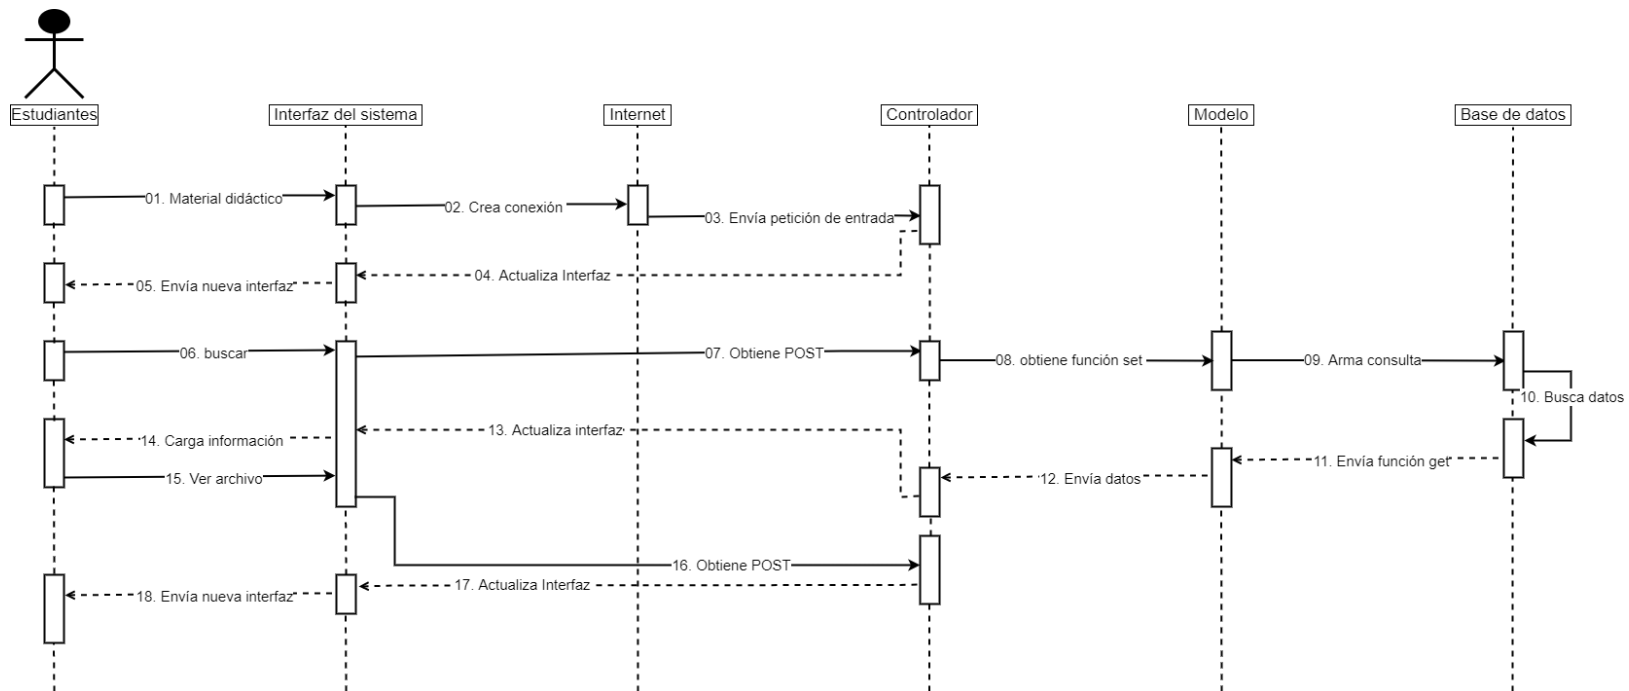 Estudiantes
Interfaz del sistema
Internet
Controlador
Modelo
Base de datos
01. Material didáctico
02. Crea conexión
03. Envía petición de entrada
04. Actualiza Interfaz
05. Envía nueva interfaz
06. buscar
07. Obtiene POST
08. obtiene función set
09. Arma consulta
10. Busca datos
11. Envía función get
12. Envía datos
13. Actualiza interfaz
14. Carga información
15. Ver archivo
16. Obtiene POST
17. Actualiza Interfaz
18. Envía nueva interfaz